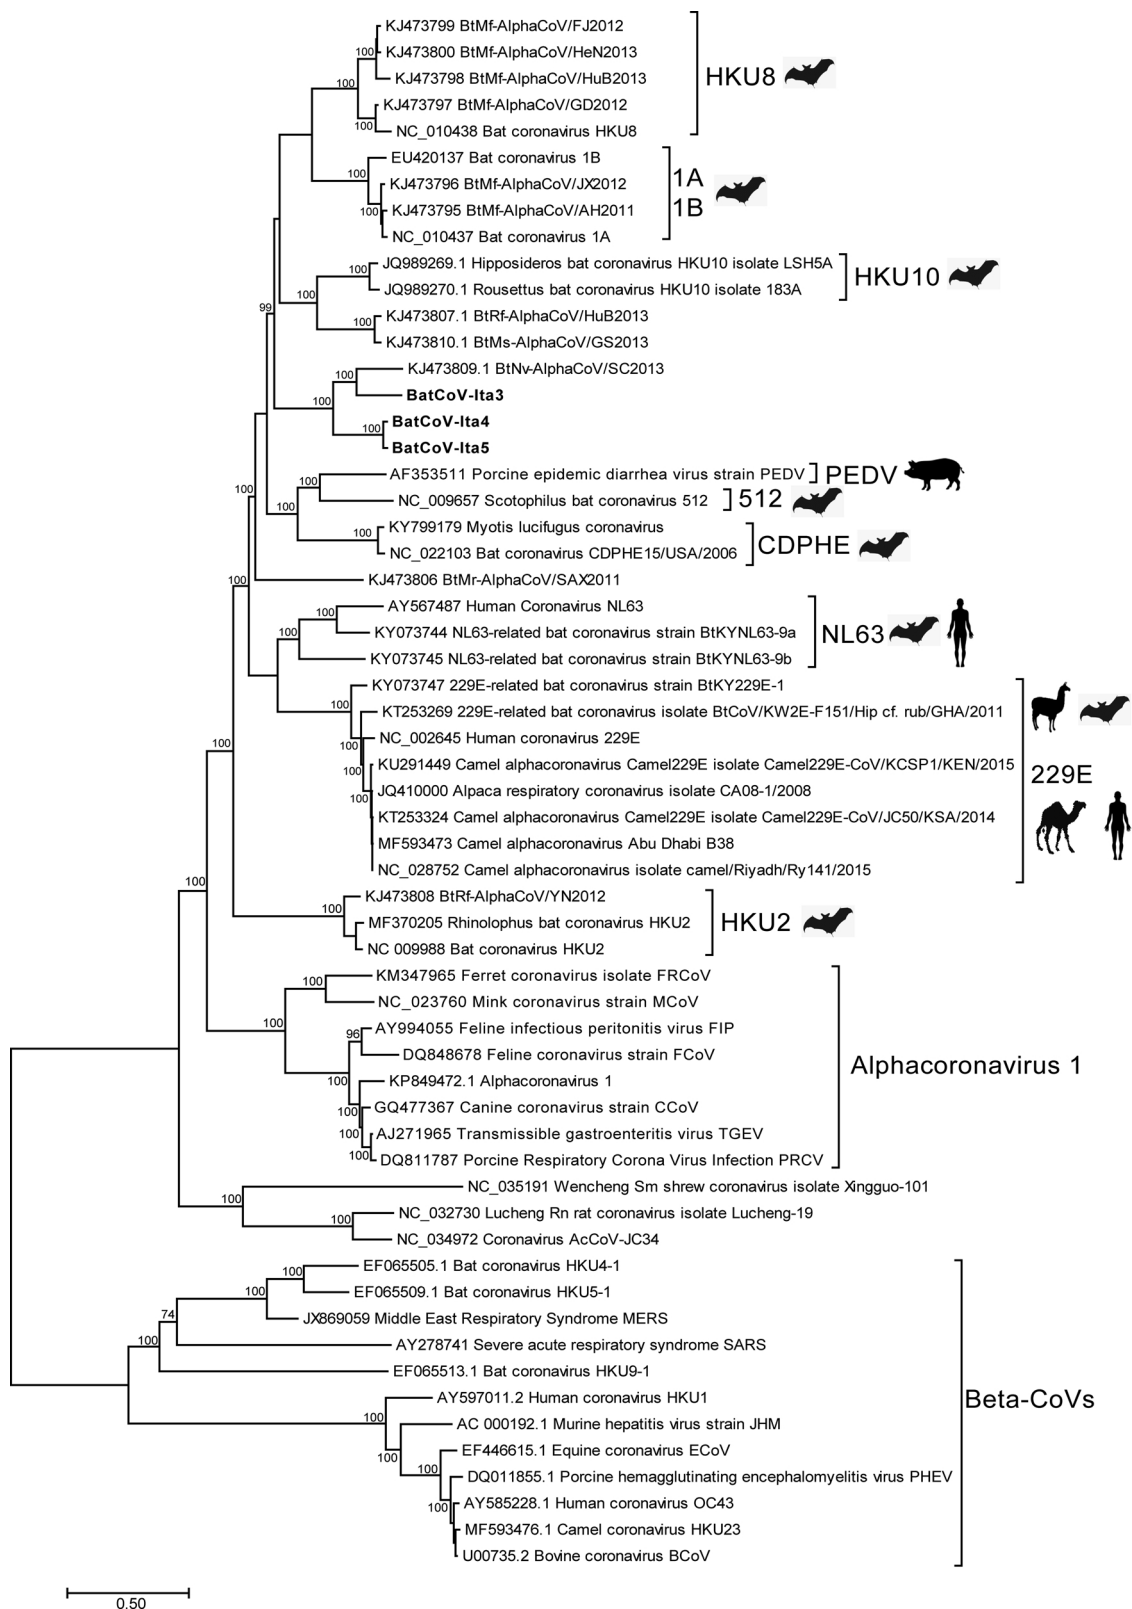 KJ473799 BtMf-AlphaCoV/FJ2012
100
KJ473800 BtMf-AlphaCoV/HeN2013
KJ473798 BtMf-AlphaCoV/HuB2013
HKU8
100
KJ473797 BtMf-AlphaCoV/GD2012
100
NC_010438 Bat coronavirus HKU8
EU420137 Bat coronavirus 1B
100
KJ473796 BtMf-AlphaCoV/JX2012
1A
100
KJ473795 BtMf-AlphaCoV/AH2011
1B
NC_010437 Bat coronavirus 1A
JQ989269.1 Hipposideros bat coronavirus HKU10 isolate LSH5A
100
HKU10
JQ989270.1 Rousettus bat coronavirus HKU10 isolate 183A
100
99
KJ473807.1 BtRf-AlphaCoV/HuB2013
100
KJ473810.1 BtMs-AlphaCoV/GS2013
KJ473809.1 BtNv-AlphaCoV/SC2013
100
BatCoV-Ita3
100
BatCoV-Ita4
100
BatCoV-Ita5
AF353511 Porcine epidemic diarrhea virus strain PEDV
PEDV
100
100
NC_009657 Scotophilus bat coronavirus 512
512
100
KY799179 Myotis lucifugus coronavirus
100
CDPHE
NC_022103 Bat coronavirus CDPHE15/USA/2006
100
KJ473806 BtMr-AlphaCoV/SAX2011
AY567487 Human Coronavirus NL63
100
KY073744 NL63-related bat coronavirus strain BtKYNL63-9a
NL63
100
KY073745 NL63-related bat coronavirus strain BtKYNL63-9b
KY073747 229E-related bat coronavirus strain BtKY229E-1
100
KT253269 229E-related bat coronavirus isolate BtCoV/KW2E-F151/Hip cf. rub/GHA/2011
NC_002645 Human coronavirus 229E
100
100
KU291449 Camel alphacoronavirus Camel229E isolate Camel229E-CoV/KCSP1/KEN/2015
100
229E
JQ410000 Alpaca respiratory coronavirus isolate CA08-1/2008
100
KT253324 Camel alphacoronavirus Camel229E isolate Camel229E-CoV/JC50/KSA/2014
MF593473 Camel alphacoronavirus Abu Dhabi B38
NC_028752 Camel alphacoronavirus isolate camel/Riyadh/Ry141/2015
100
KJ473808 BtRf-AlphaCoV/YN2012
100
MF370205 Rhinolophus bat coronavirus HKU2
HKU2
NC 009988 Bat coronavirus HKU2
KM347965 Ferret coronavirus isolate FRCoV
100
NC_023760 Mink coronavirus strain MCoV
100
AY994055 Feline infectious peritonitis virus FIP
96
DQ848678 Feline coronavirus strain FCoV
Alphacoronavirus 1
100
KP849472.1 Alphacoronavirus 1
GQ477367 Canine coronavirus strain CCoV
100
AJ271965 Transmissible gastroenteritis virus TGEV
100
DQ811787 Porcine Respiratory Corona Virus Infection PRCV
100
NC_035191 Wencheng Sm shrew coronavirus isolate Xingguo-101
100
NC_032730 Lucheng Rn rat coronavirus isolate Lucheng-19
100
NC_034972 Coronavirus AcCoV-JC34
EF065505.1 Bat coronavirus HKU4-1
100
EF065509.1 Bat coronavirus HKU5-1
100
JX869059 Middle East Respiratory Syndrome MERS
74
AY278741 Severe acute respiratory syndrome SARS
100
EF065513.1 Bat coronavirus HKU9-1
AY597011.2 Human coronavirus HKU1
Beta-CoVs
100
AC 000192.1 Murine hepatitis virus strain JHM
EF446615.1 Equine coronavirus ECoV
100
100
DQ011855.1 Porcine hemagglutinating encephalomyelitis virus PHEV
AY585228.1 Human coronavirus OC43
100
MF593476.1 Camel coronavirus HKU23
U00735.2 Bovine coronavirus BCoV
0.50